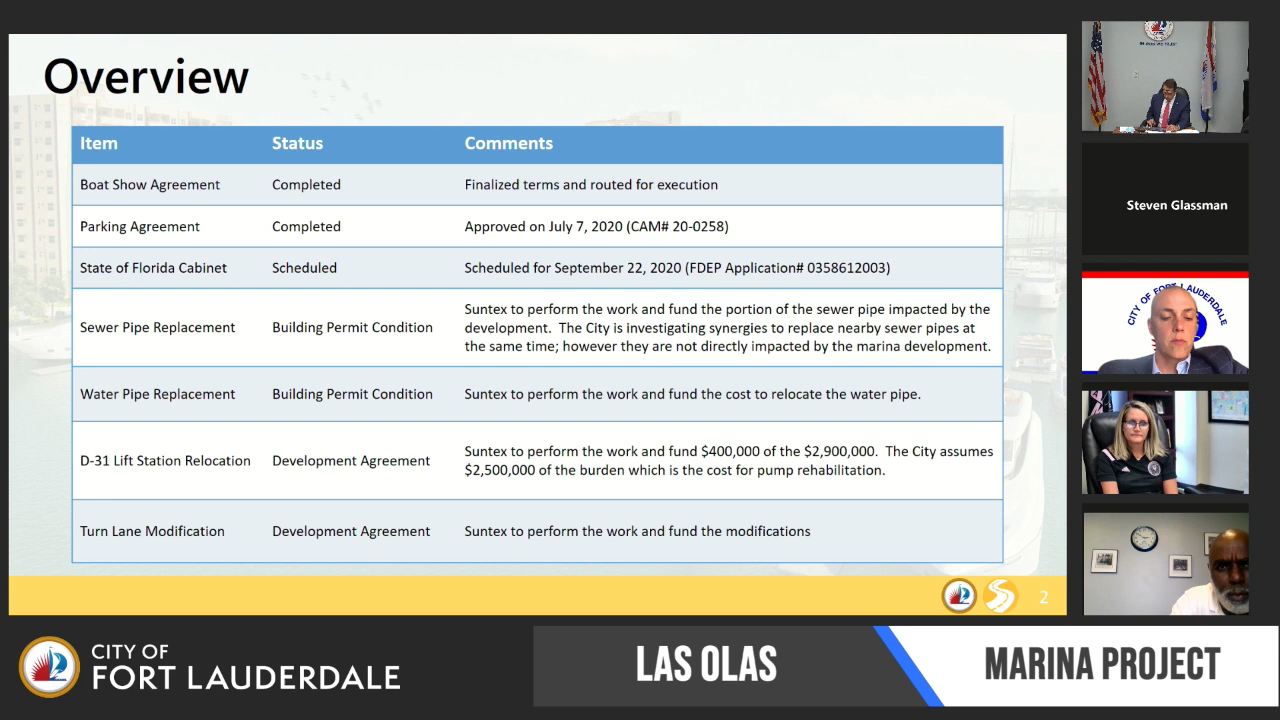 Overview
Item Status Comments
Boat Show Agreement Completed Finalized terms and routed for execution
Parking Agreement Completed Approved on July 7, 2020 (CAM# 20-0258)
State of Florida Cabinet Scheduled Scheduled for September 22, 2020 (FDEP Application# 0358612003)
Sewer Pipe Replacement Building Permit Condition Suntex to perform the work and fund the portion of the sewer pipe impacted by the
development. The City is investigating synergies to replace nearby sewer pipes at
the same time; however they are not directly impacted by the marina development.
Water Pipe Replacement Building Permit Condition Suntex to perform the work and fund the cost to relocate the water pipe.
D-31 Lift Station Relocation Development Agreement Suntex to perform the work and fund $400,000 of the $2,900,000. The City assumes
$2,500,000 of the burden which is the cost for pump rehabilitation.
Turn Lane Modification Development Agreement Suntex to perform the work and fund the modifications
2
Steven Glassman
CITY OF FORT LAUDERDALE
CITY OF
FORT LAUDERDALE
LAS OLAS
MARINA PROJECT